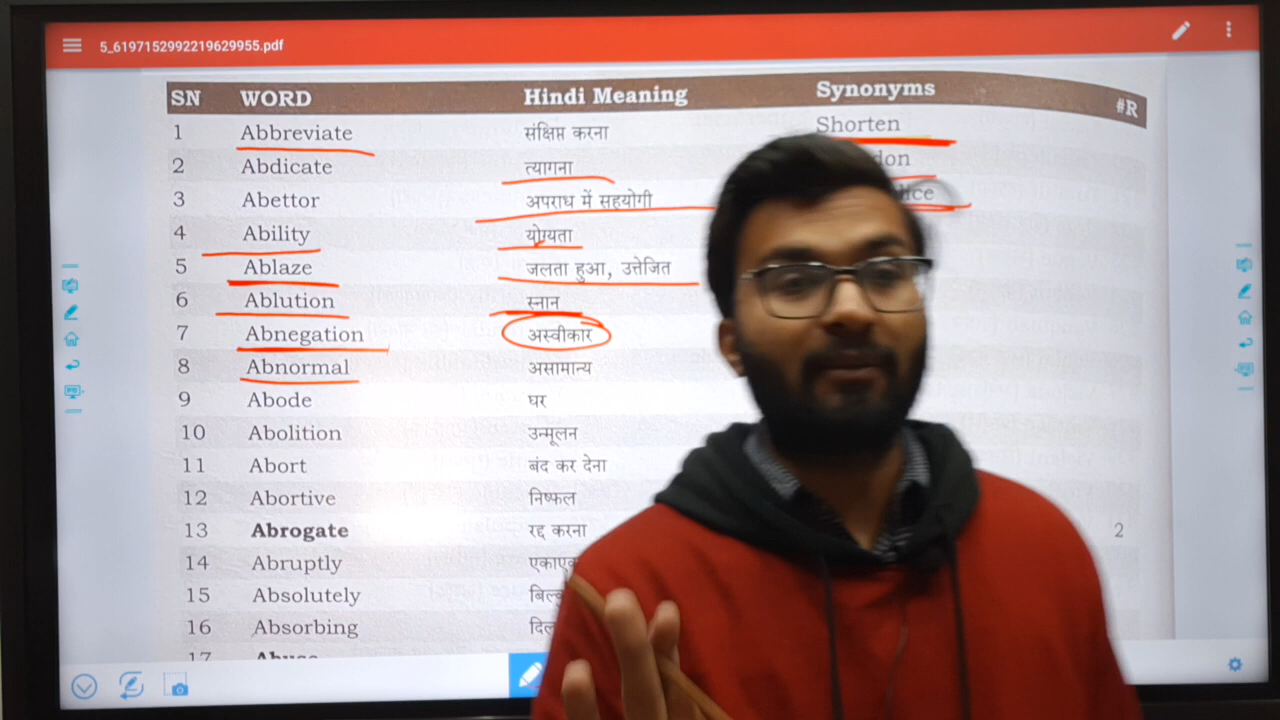 5_6197152992219629955.pdf
SN WORD Hindi Meaning Synonyms #R
1 Abbreviate संक्षिप्त करना Shorten
2 Abdicate त्यागना
3 Abettor अपराध में सहयोगी
4 Ability योग्यता
5 Ablaze जलता हुआ, उत्तेजित
6 Ablution स्नान
7 Abnegation अस्वीकार
8 Abnormal असामान्य
9 Abode घर
10 Abolition उन्मूलन
11 Abort बंद कर देना
12 Abortive निष्फल
13 Abrogate रद्द करना 2
14 Abruptly
15 Absolutely
16 Absorbing
17 Abuse